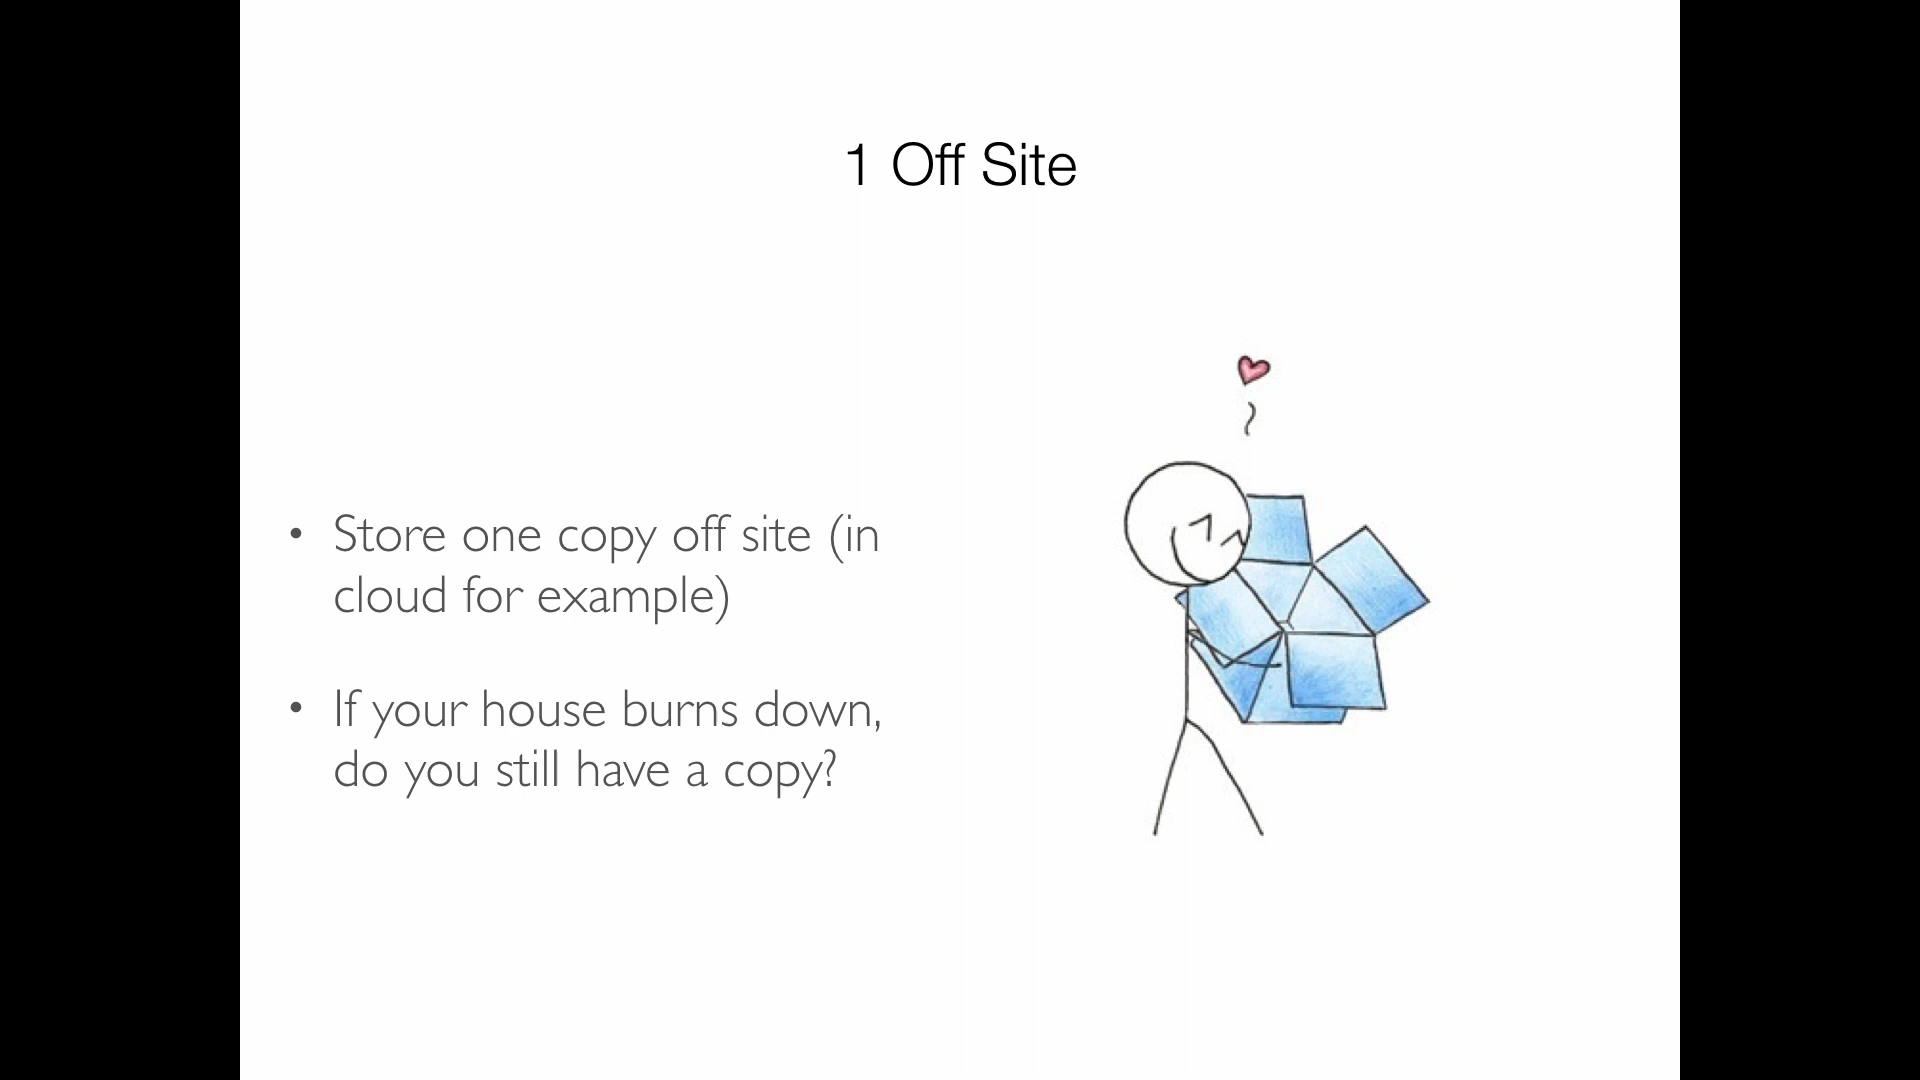 1 Off Site
• Store one copy off site (in
cloud for example)
• If your house burns down,
do you still have a copy?